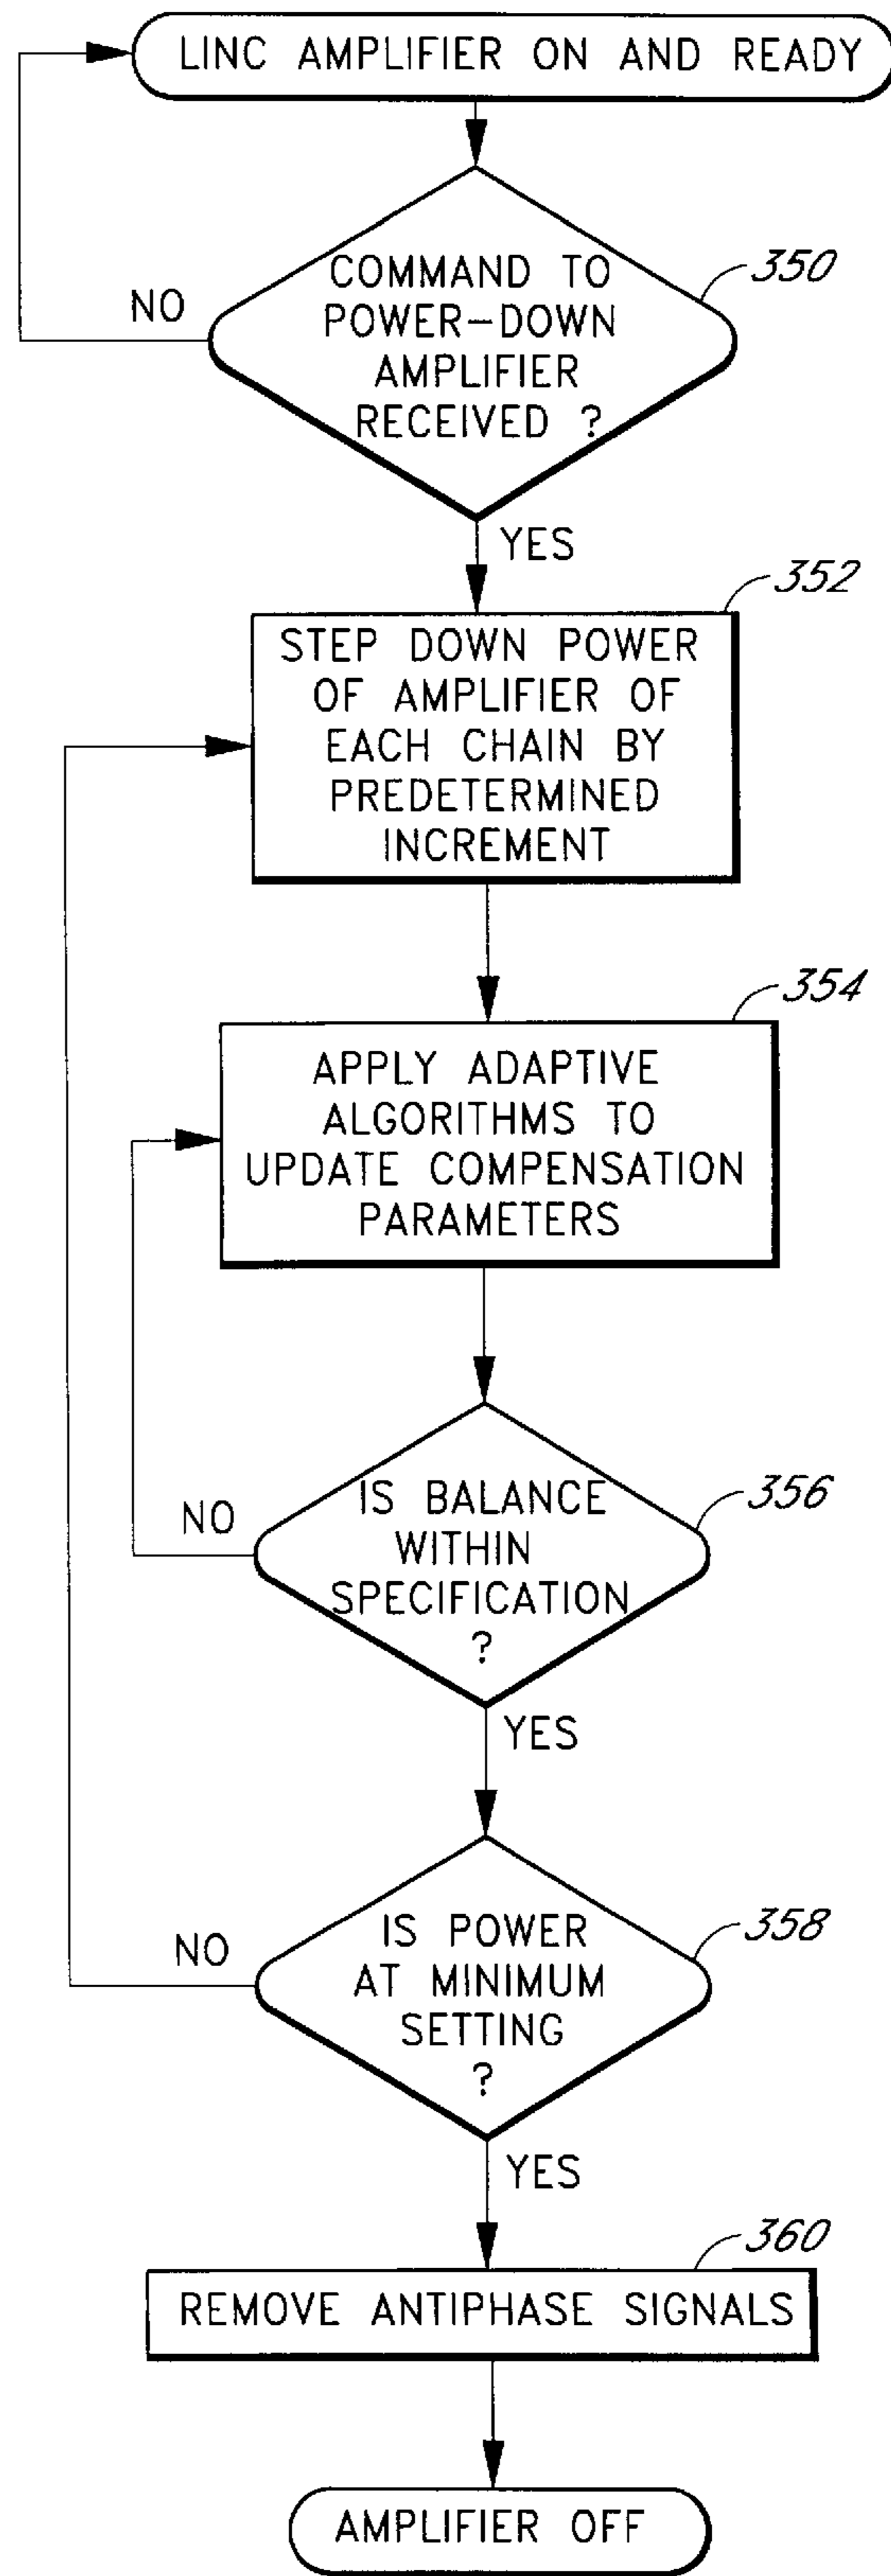 LINC AMPLIFIER ON AND READY
350
COMMAND TO
POWER-DOWN
AMPLIFIER
RECEIVED ?
NO
YES
352
STEP DOWN POWER
OF AMPLIFIER OF
EACH CHAIN BY
PREDETERMINED
INCREMENT
354
APPLY ADAPTIVE
ALGORITHMS TO
UPDATE COMPENSATION
PARAMETERS
356
IS BALANCE
WITHIN
SPECIFICATION
?
NO
YES
358
IS POWER
AT MINIMUM
SETTING
?
NO
YES
360
REMOVE ANTIPHASE SIGNALS
AMPLIFIER OFF